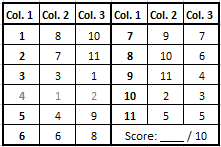 Col. 1 Col. 2 Col. 3 Col. 1 Col. 2 Col. 3
1 8 10 7 9 7
2 7 11 8 10 6
3 3 1 9 11 4
4 1 2 10 2 3
5 4 9 11 5 5
6 6 8 Score: ____ / 10